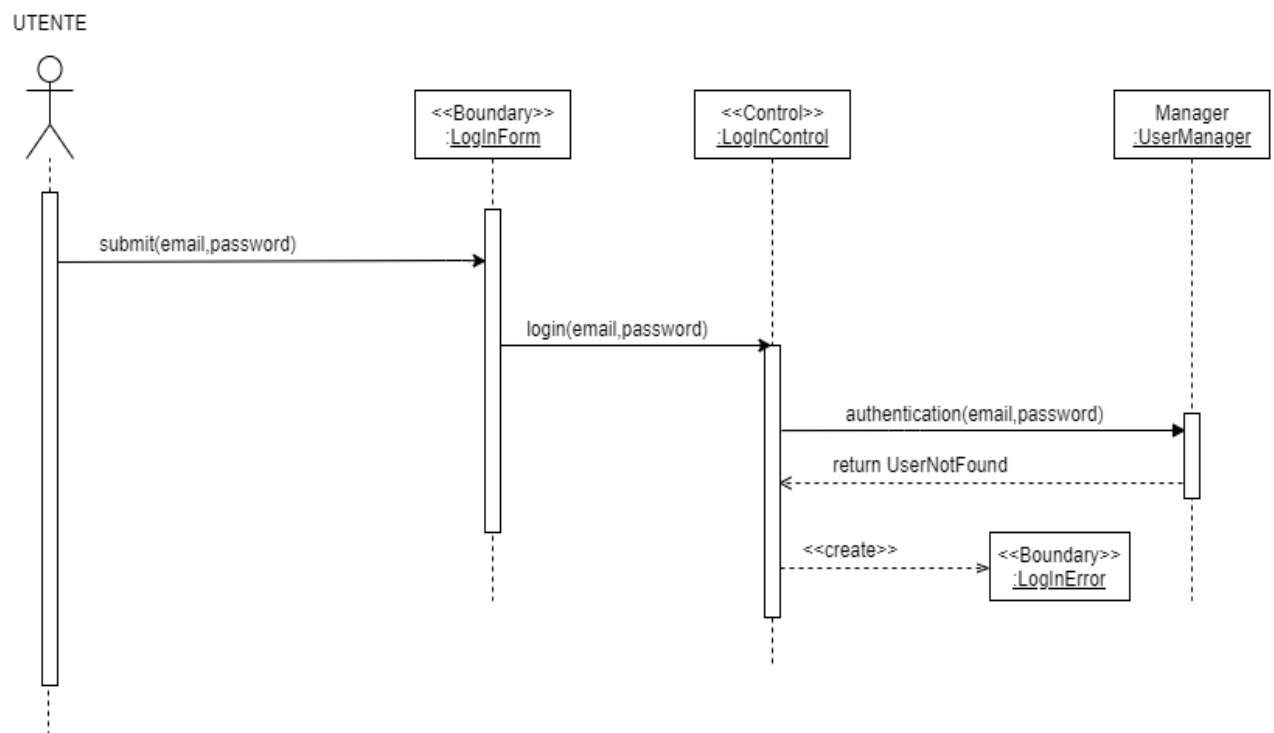 UTENTE
<<Boundary>>
:LogInForm
<<Control>>
:LogInControl
Manager
:UserManager
submit(email,password)
login(email,password)
authentication(email,password)
return UserNotFound
<<create>>
<<Boundary>>
:LogInError